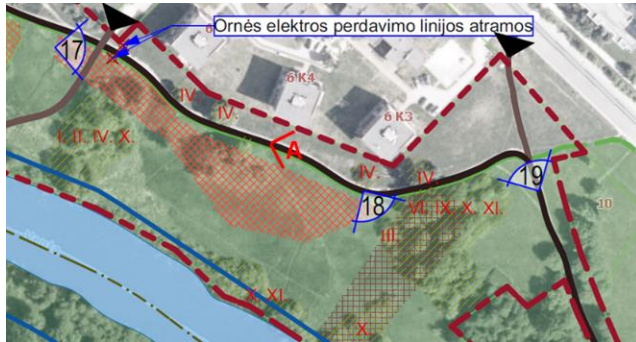 Ornės elektros perdavimo linijos atramos
17
6 K4
IV.
IV.
6 K3
I. II. IV. X.
A
IV.
IV.
19
18
VI. IX. X. XI.
III.
10
X. XI.
X.